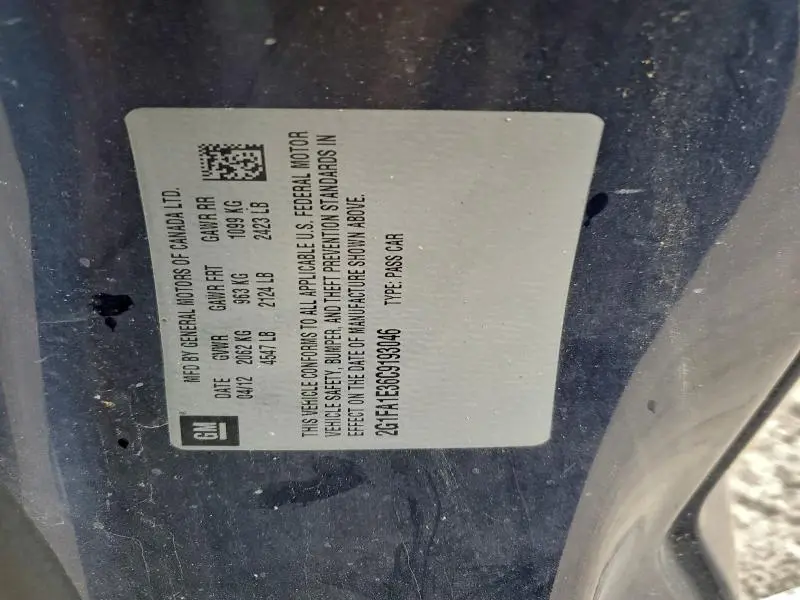 GM
MFD BY GENERAL MOTORS OF CANADA LTD.
DATE GVWR GAWR FRT GAWR RR
04/12 2062 KG 963 KG 1099 KG
4547 LB 2124 LB 2423 LB
THIS VEHICLE CONFORMS TO ALL APPLICABLE U.S. FEDERAL MOTOR
VEHICLE SAFETY, BUMPER, AND THEFT PREVENTION STANDARDS IN
EFFECT ON THE DATE OF MANUFACTURE SHOWN ABOVE.
2G1FA1E36C9193046 TYPE: PASS CAR